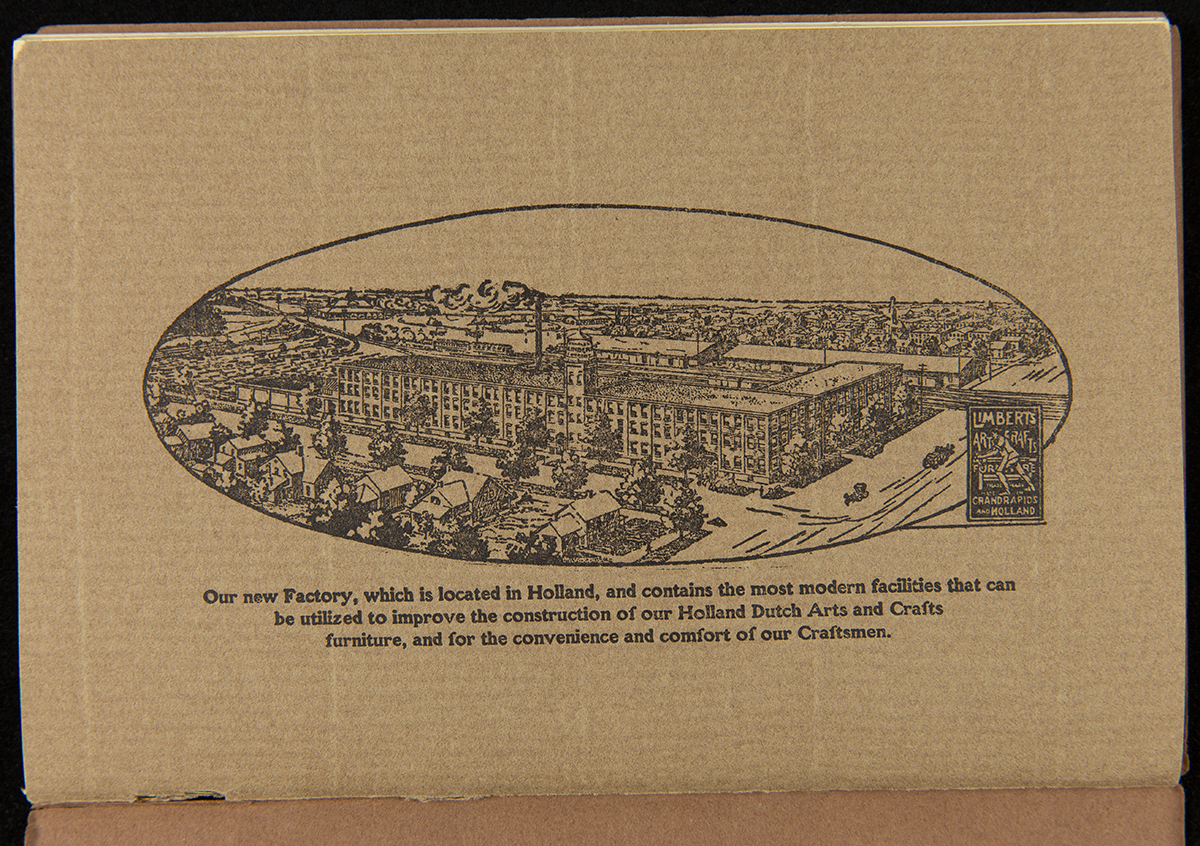 LIMBERT'S
ARTS CRAFTS
FURNITURE
GRAND RAPIDS
AND HOLLAND
Our new Factory, which is located in Holland, and contains the most modern facilities that can
be utilized to improve the construction of our Holland Dutch Arts and Crafts
furniture, and for the convenience and comfort of our Craftsmen.